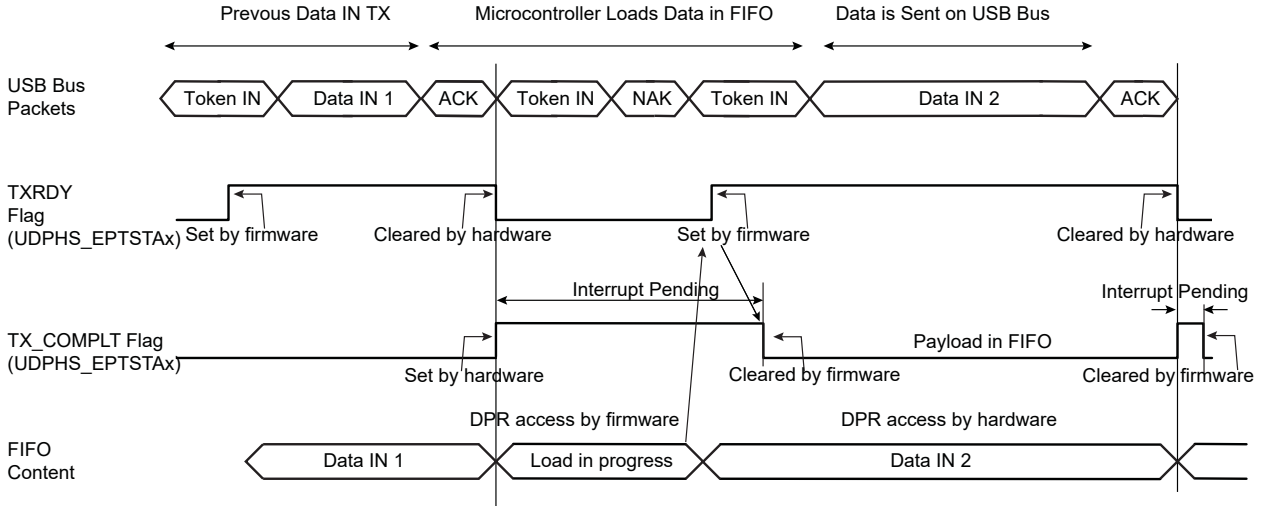 Prevous Data IN TX
Microcontroller Loads Data in FIFO
Data is Sent on USB Bus
USB Bus
Packets
Token IN
Data IN 1
ACK
Token IN
NAK
Token IN
Data IN 2
ACK
TXRDY
Flag
(UDPHS_EPTSTAx)
Set by firmware
Cleared by hardware
Set by firmware
Cleared by hardware
Interrupt Pending
Interrupt Pending
TX_COMPLT Flag
(UDPHS_EPTSTAx)
Payload in FIFO
Set by hardware
Cleared by firmware
Cleared by firmware
DPR access by firmware
DPR access by hardware
FIFO
Content
Data IN 1
Load in progress
Data IN 2